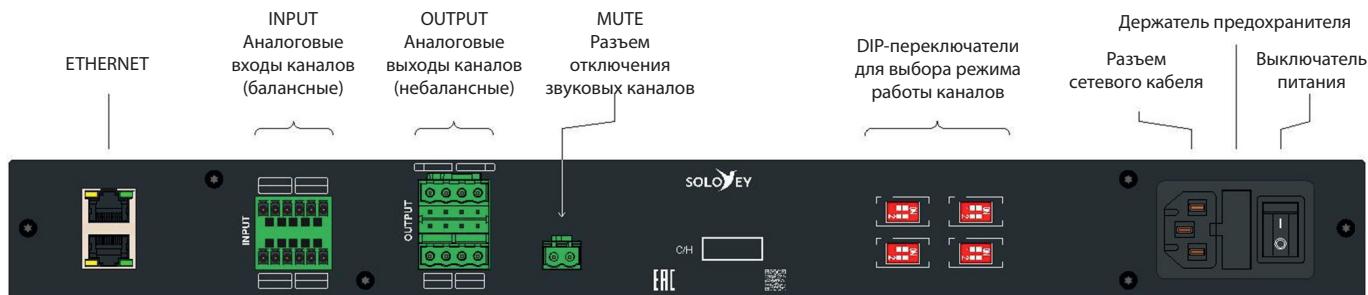 ETHERNET
INPUT
Аналоговые
входы каналов
(балансные)
OUTPUT
Аналоговые
выходы каналов
(небалансные)
MUTE
Разъем
отключения
звуковых каналов
DIP-переключатели
для выбора режима
работы каналов
Держатель предохранителя
Разъем
сетевого кабеля
Выключатель
питания
INPUT
OUTPUT
SOLOVEY
С/Н
EAC